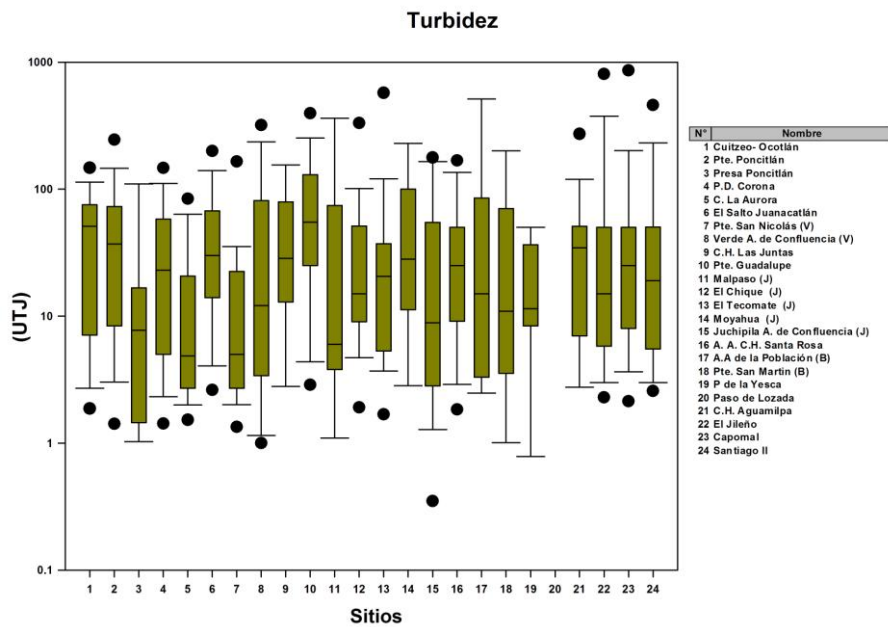 Turbidez
1000
100
10
1
0.1
(UTJ)
1 2 3 4 5 6 7 8 9 10 11 12 13 14 15 16 17 18 19 20 21 22 23 24
Sitios
N° Nombre
1 Cuitzeo- Ocotlán
2 Pte. Poncitlán
3 Presa Poncitlán
4 P.D. Corona
5 C. La Aurora
6 El Salto Juanacatlán
7 Pte. San Nicolás (V)
8 Verde A. de Confluencia (V)
9 C.H. Las Juntas
10 Pte. Guadalupe
11 Malpaso (J)
12 El Chique (J)
13 El Tecomate (J)
14 Moyahua (J)
15 Juchipila A. de Confluencia (J)
16 A. A. C.H. Santa Rosa
17 A.A de la Población (B)
18 Pte. San Martin (B)
19 P de la Yesca
20 Paso de Lozada
21 C.H. Aguamilpa
22 El Jileño
23 Capomal
24 Santiago II